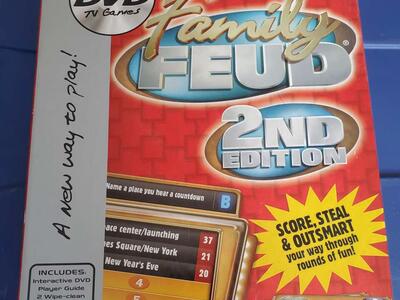 DVD
TV Games
Family
FEUD®
2ND
EDITION
A new way to play!
Name a place you hear a countdown
B
ace center/launching 37
es Square/New York 21
New Year's Eve 20
4
SCORE, STEAL
& OUTSMART
your way through
rounds of fun!
INCLUDES:
Interactive DVD
Player Guide
2 Wipe-clean